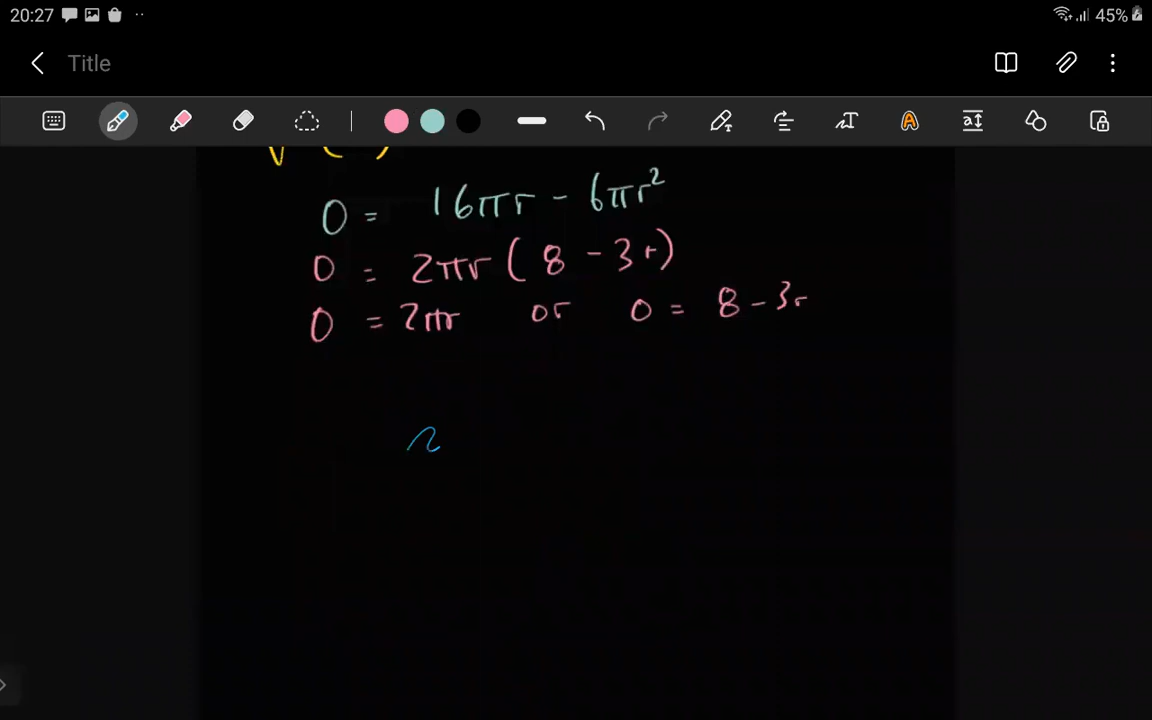 20:27 45%
Title
0 = 16πr - 6πr²
0 = 2πr ( 8 - 3r)
0 = 2πr or 0 = 8 - 3r